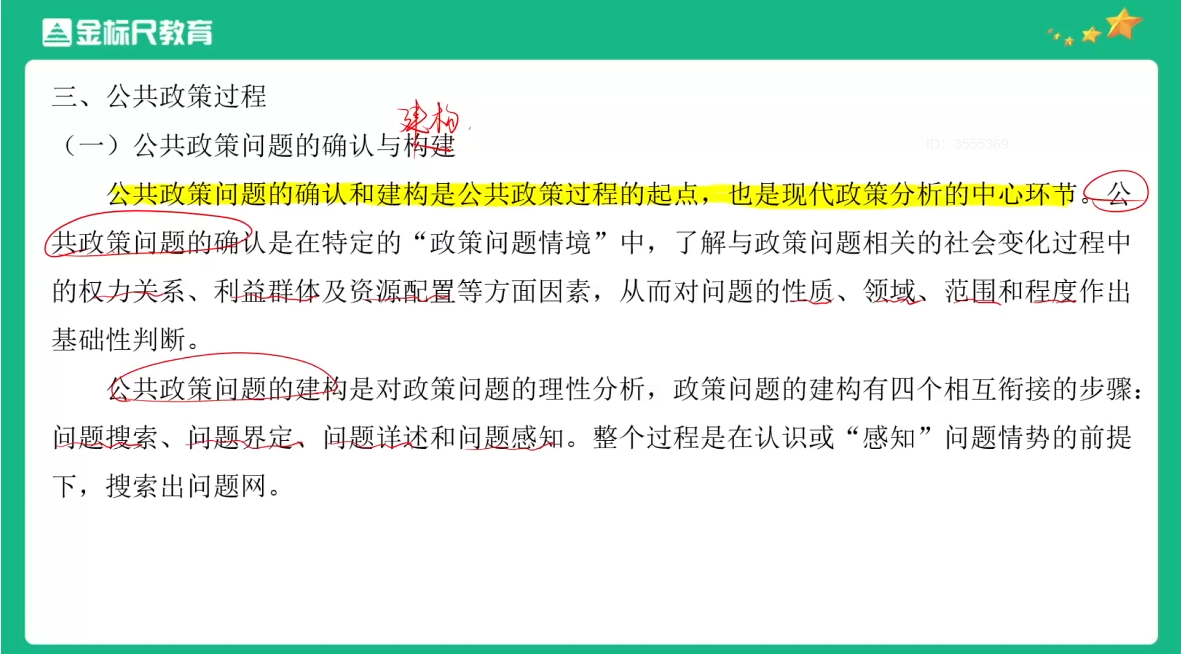 金标尺教育
三、公共政策过程
建构
（一）公共政策问题的确认与构建
ID：3555369
公共政策问题的确认和建构是公共政策过程的起点，也是现代政策分析的中心环节。公
共政策问题的确认是在特定的“政策问题情境”中，了解与政策问题相关的社会变化过程中
的权力关系、利益群体及资源配置等方面因素，从而对问题的性质、领域、范围和程度作出
基础性判断。
公共政策问题的建构是对政策问题的理性分析，政策问题的建构有四个相互衔接的步骤：
问题搜索、问题界定、问题详述和问题感知。整个过程是在认识或“感知”问题情势的前提
下，搜索出问题网。